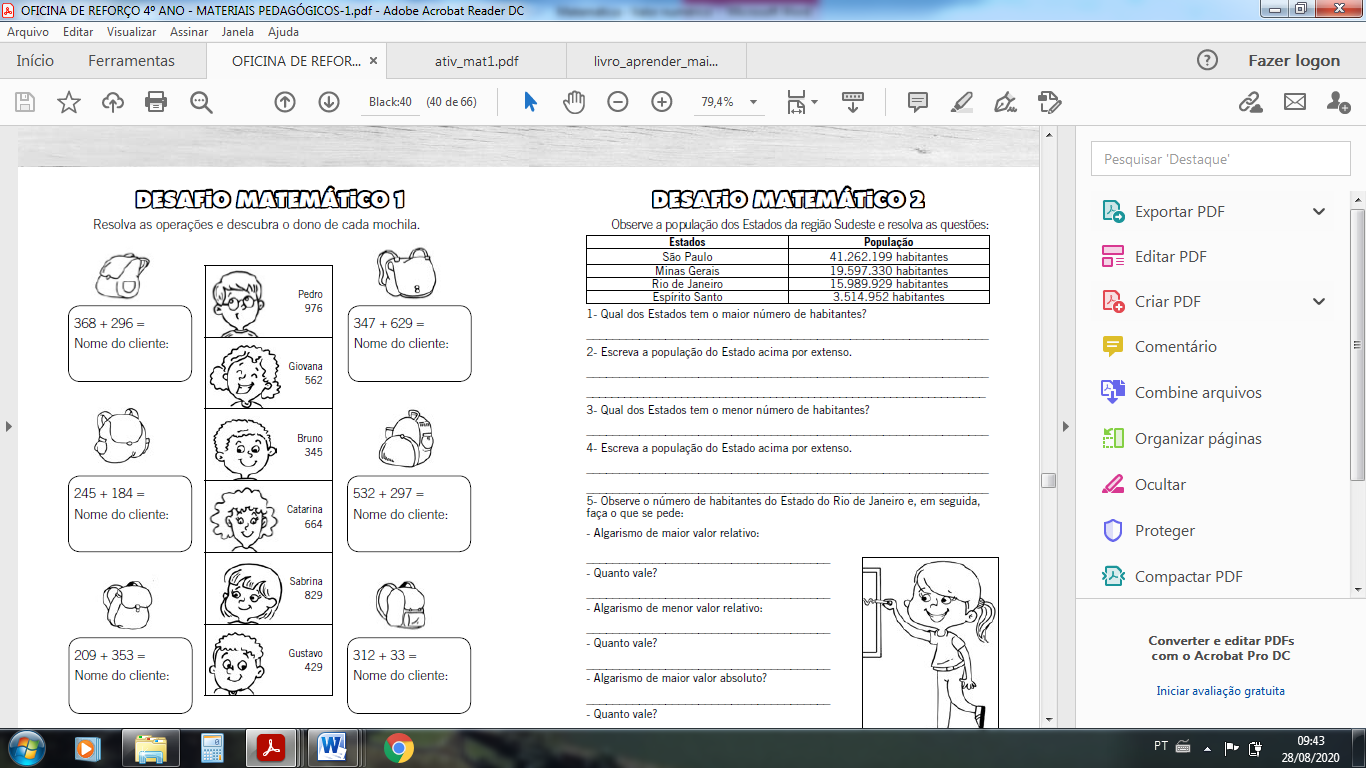 OFICINA DE REFORÇO 4º ANO - MATERIAIS PEDAGÓGICOS-1.pdf - Adobe Acrobat Reader DC
Arquivo Editar Visualizar Assinar Janela Ajuda
Início Ferramentas OFICINA DE REFOR... × ativ_mat1.pdf livro_aprender_mai... Fazer logon
Black:40 (40 de 66) 79,4%
DESAFIO MATEMÁTICO 1
Resolva as operações e descubra o dono de cada mochila.
368 + 296 =
Nome do cliente:
Pedro
976
347 + 629 =
Nome do cliente:
Giovana
562
Bruno
345
245 + 184 =
Nome do cliente:
Catarina
664
532 + 297 =
Nome do cliente:
Sabrina
829
209 + 353 =
Nome do cliente:
Gustavo
429
312 + 33 =
Nome do cliente:
DESAFIO MATEMÁTICO 2
Observe a população dos Estados da região Sudeste e resolva as questões:
Estados População
São Paulo 41.262.199 habitantes
Minas Gerais 19.597.330 habitantes
Rio de Janeiro 15.989.929 habitantes
Espírito Santo 3.514.952 habitantes
1- Qual dos Estados tem o maior número de habitantes?
2- Escreva a população do Estado acima por extenso.
3- Qual dos Estados tem o menor número de habitantes?
4- Escreva a população do Estado acima por extenso.
5- Observe o número de habitantes do Estado do Rio de Janeiro e, em seguida,
faça o que se pede:
- Algarismo de maior valor relativo:
- Quanto vale?
- Algarismo de menor valor relativo:
- Quanto vale?
- Algarismo de maior valor absoluto?
- Quanto vale?
Pesquisar 'Destaque'
Exportar PDF
Editar PDF
Criar PDF
Comentário
Combine arquivos
Organizar páginas
Ocultar
Proteger
Compactar PDF
Converter e editar PDFs
com o Acrobat Pro DC
Iniciar avaliação gratuita
PT
09:43
28/08/2020